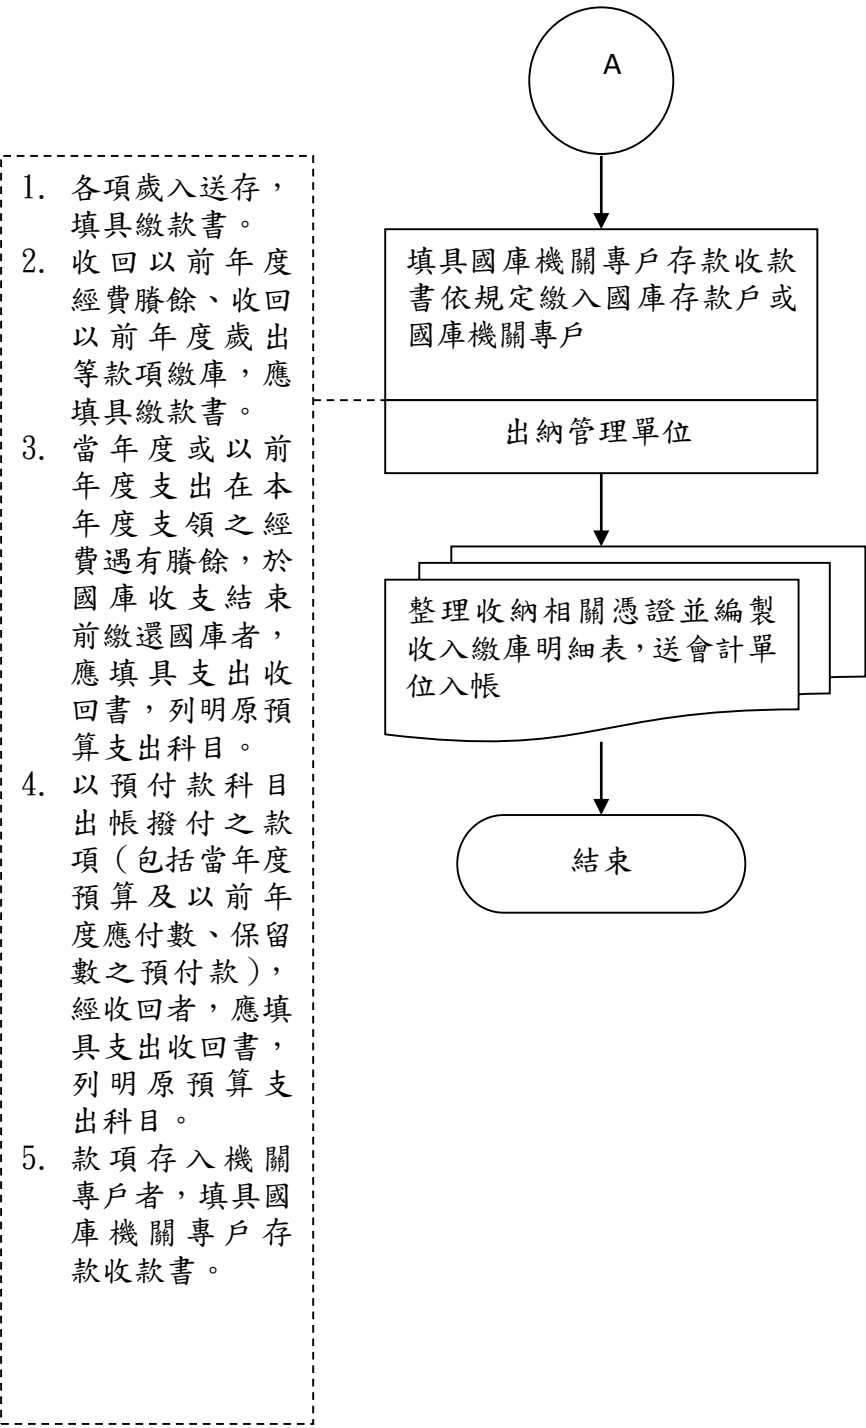 A
1. 各項歲入送存，
填具繳款書。
2. 收回以前年度
經費賸餘、收回
以前年度歲出
等款項繳庫，應
填具繳款書。
3. 當年度或以前
年度支出在本
年度支領之經
費遇有賸餘，於
國庫收支結束
前繳還國庫者，
應填具支出收
回書，列明原預
算支出科目。
4. 以預付款科目
出帳撥付之款
項（包括當年度
預算及以前年
度應付數、保留
數之預付款），
經收回者，應填
具支出收回書，
列明原預算支
出科目。
5. 款項存入機關
專戶者，填具國
庫機關專戶存
款收款書。
填具國庫機關專戶存款收款
書依規定繳入國庫存款戶或
國庫機關專戶
出納管理單位
整理收納相關憑證並編製
收入繳庫明細表，送會計單
位入帳
結束